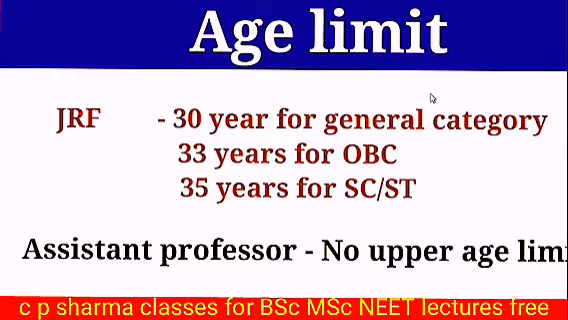 Age limit
JRF - 30 year for general category
33 years for OBC
35 years for SC/ST
Assistant professor - No upper age lim
c p sharma classes for BSc MSc NEET lectures free